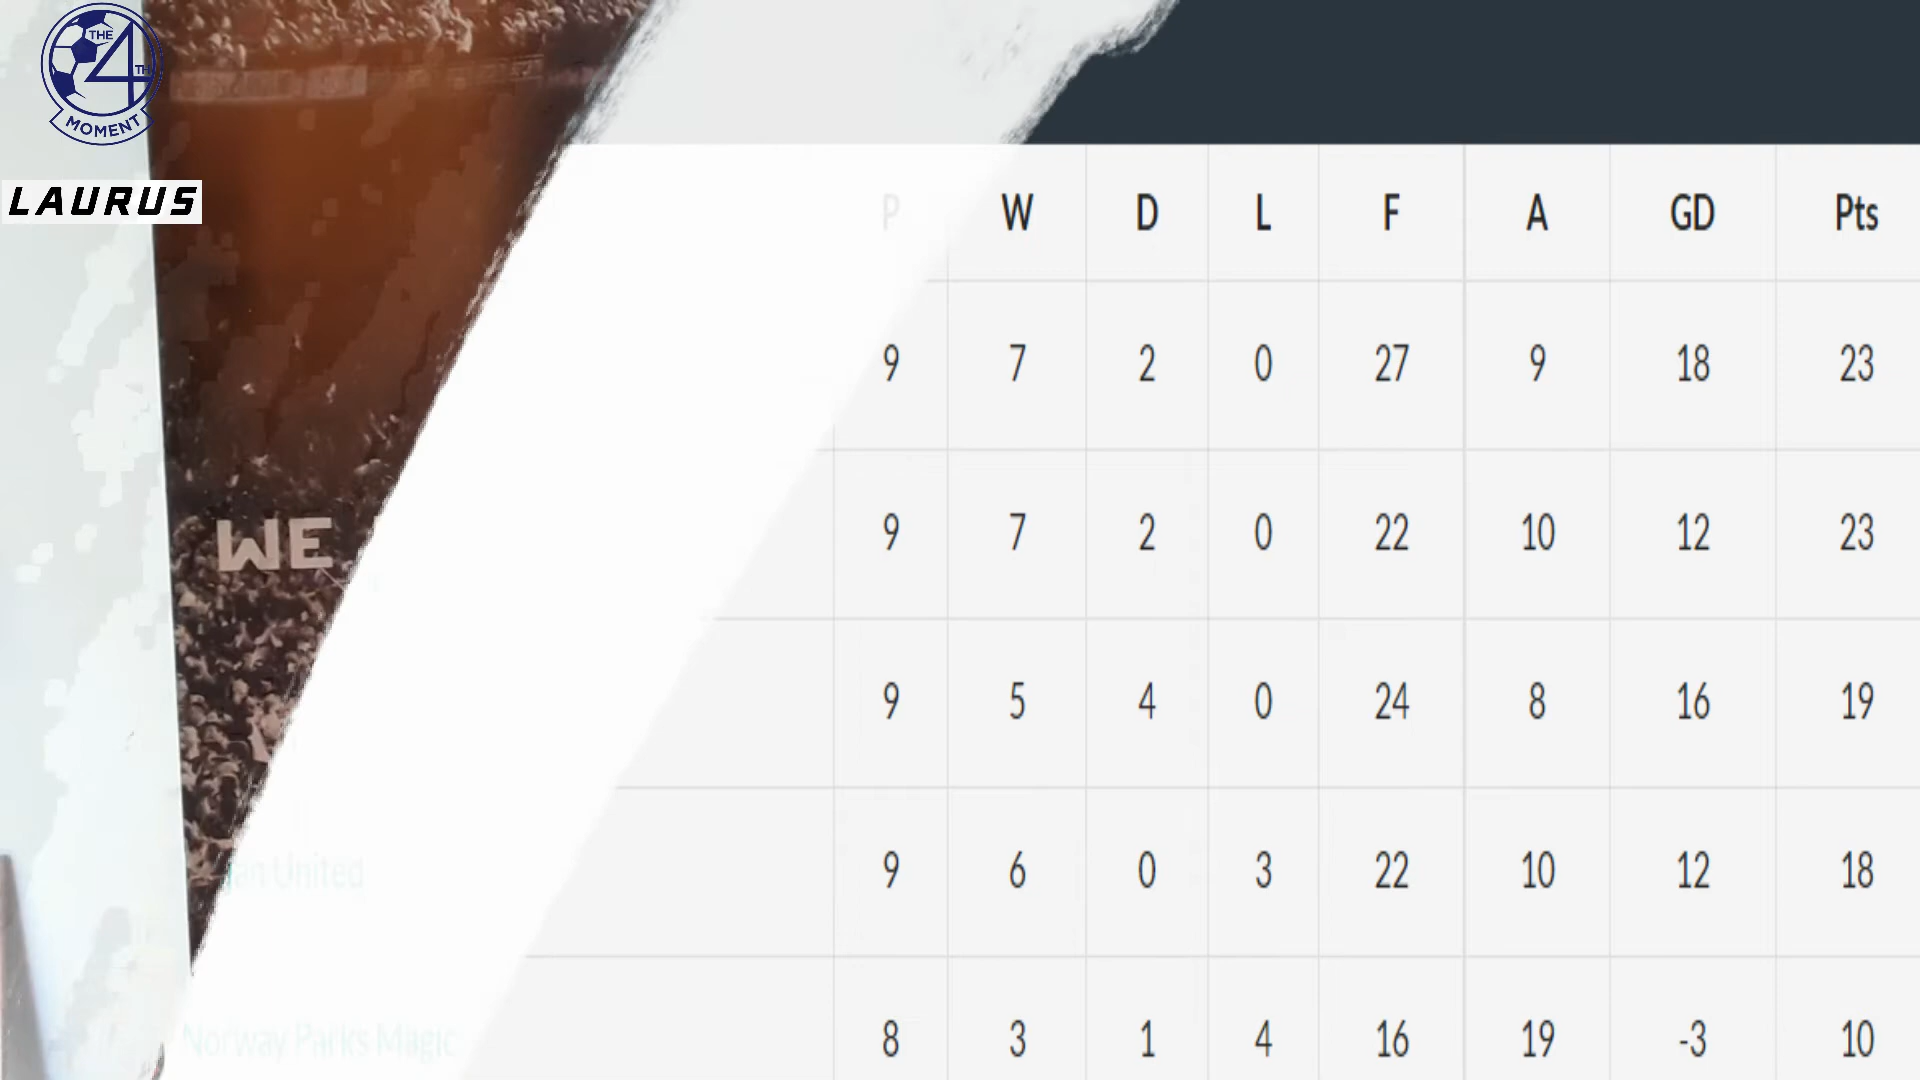 THE
4
TH
MOMENT
LAURUS
WE
P W D L F A GD Pts
9 7 2 0 27 9 18 23
9 7 2 0 22 10 12 23
9 5 4 0 24 8 16 19
United 9 6 0 3 22 10 12 18
Norway Parks Magic 8 3 1 4 16 19 -3 10